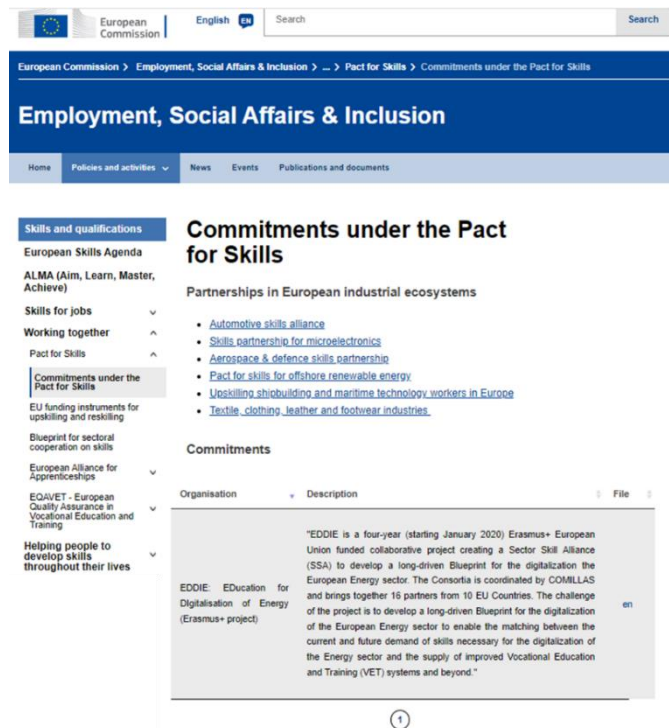 European
Commission
English EN
Search
Search
European Commission > Employment, Social Affairs & Inclusion > ... > Pact for Skills > Commitments under the Pact for Skills
Employment, Social Affairs & Inclusion
Home Policies and activities News Events Publications and documents
Skills and qualifications
European Skills Agenda
ALMA (Aim, Learn, Master,
Achieve)
Skills for jobs
Working together
Pact for Skills
Commitments under the
Pact for Skills
EU funding instruments for
upskilling and reskilling
Blueprint for sectoral
cooperation on skills
European Alliance for
Apprenticeships
EQAVET - European
Quality Assurance in
Vocational Education and
Training
Helping people to
develop skills
throughout their lives
Commitments under the Pact
for Skills
Partnerships in European industrial ecosystems
• Automotive skills alliance
• Skills partnership for microelectronics
• Aerospace & defence skills partnership
• Pact for skills for offshore renewable energy
• Upskilling shipbuilding and maritime technology workers in Europe
• Textile, clothing, leather and footwear industries
Commitments
Organisation Description File
EDDIE: EDucation for
DIgitalisation of Energy
(Erasmus+ project)
"EDDIE is a four-year (starting January 2020) Erasmus+ European
Union funded collaborative project creating a Sector Skill Alliance
(SSA) to develop a long-driven Blueprint for the digitalization the
European Energy sector. The Consortia is coordinated by COMILLAS
and brings together 16 partners from 10 EU Countries. The challenge
of the project is to develop a long-driven Blueprint for the digitalization
of the European Energy sector to enable the matching between the
current and future demand of skills necessary for the digitalization of
the Energy sector and the supply of improved Vocational Education
and Training (VET) systems and beyond."
en
1